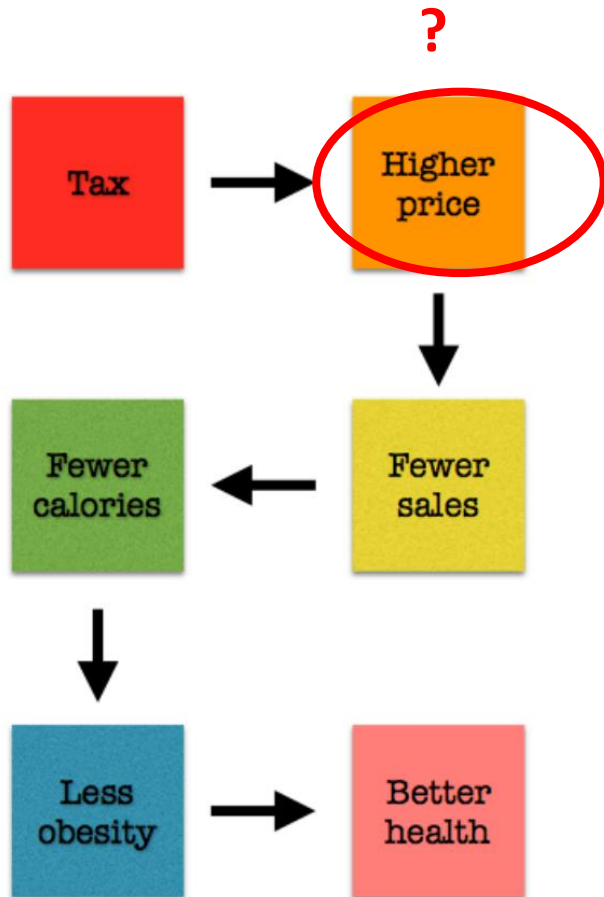 ?
Tax
Higher
price
Fewer
sales
Fewer
calories
Less
obesity
Better
health